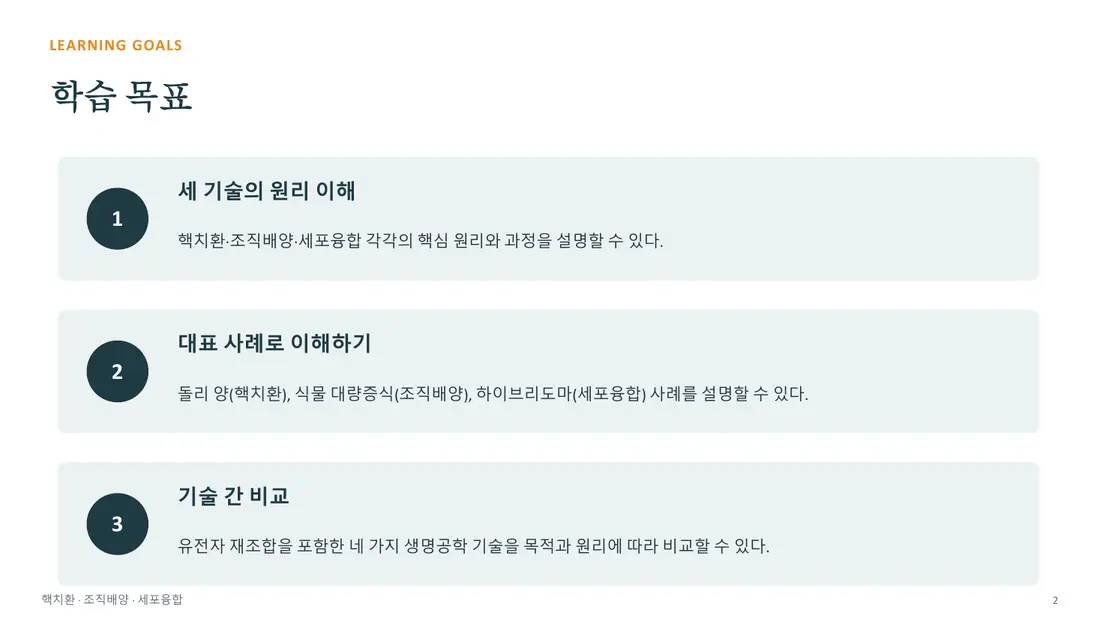 LEARNING GOALS
학습 목표
1
세 기술의 원리 이해
핵치환·조직배양·세포융합 각각의 핵심 원리와 과정을 설명할 수 있다.
2
대표 사례로 이해하기
돌리 양(핵치환), 식물 대량증식(조직배양), 하이브리도마(세포융합) 사례를 설명할 수 있다.
3
기술 간 비교
유전자 재조합을 포함한 네 가지 생명공학 기술을 목적과 원리에 따라 비교할 수 있다.
핵치환 · 조직배양 · 세포융합
2